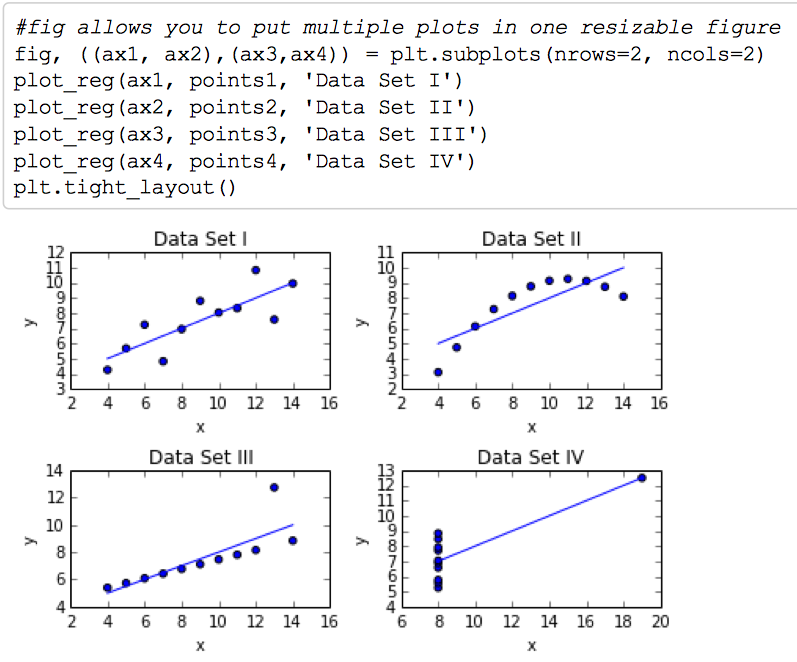 #fig allows you to put multiple plots in one resizable figure
fig, ((ax1, ax2),(ax3,ax4)) = plt.subplots(nrows=2, ncols=2)
plot_reg(ax1, points1, 'Data Set I')
plot_reg(ax2, points2, 'Data Set II')
plot_reg(ax3, points3, 'Data Set III')
plot_reg(ax4, points4, 'Data Set IV')
plt.tight_layout()
Data Set I
12
11
10
9
8
7
6
5
4
3
y
2 4 6 8 10 12 14 16
x
Data Set II
11
10
9
8
7
6
5
4
3
2
y
2 4 6 8 10 12 14 16
x
Data Set III
14
12
10
8
6
4
y
2 4 6 8 10 12 14 16
x
Data Set IV
13
12
11
10
9
8
7
6
5
4
y
6 8 10 12 14 16 18 20
x